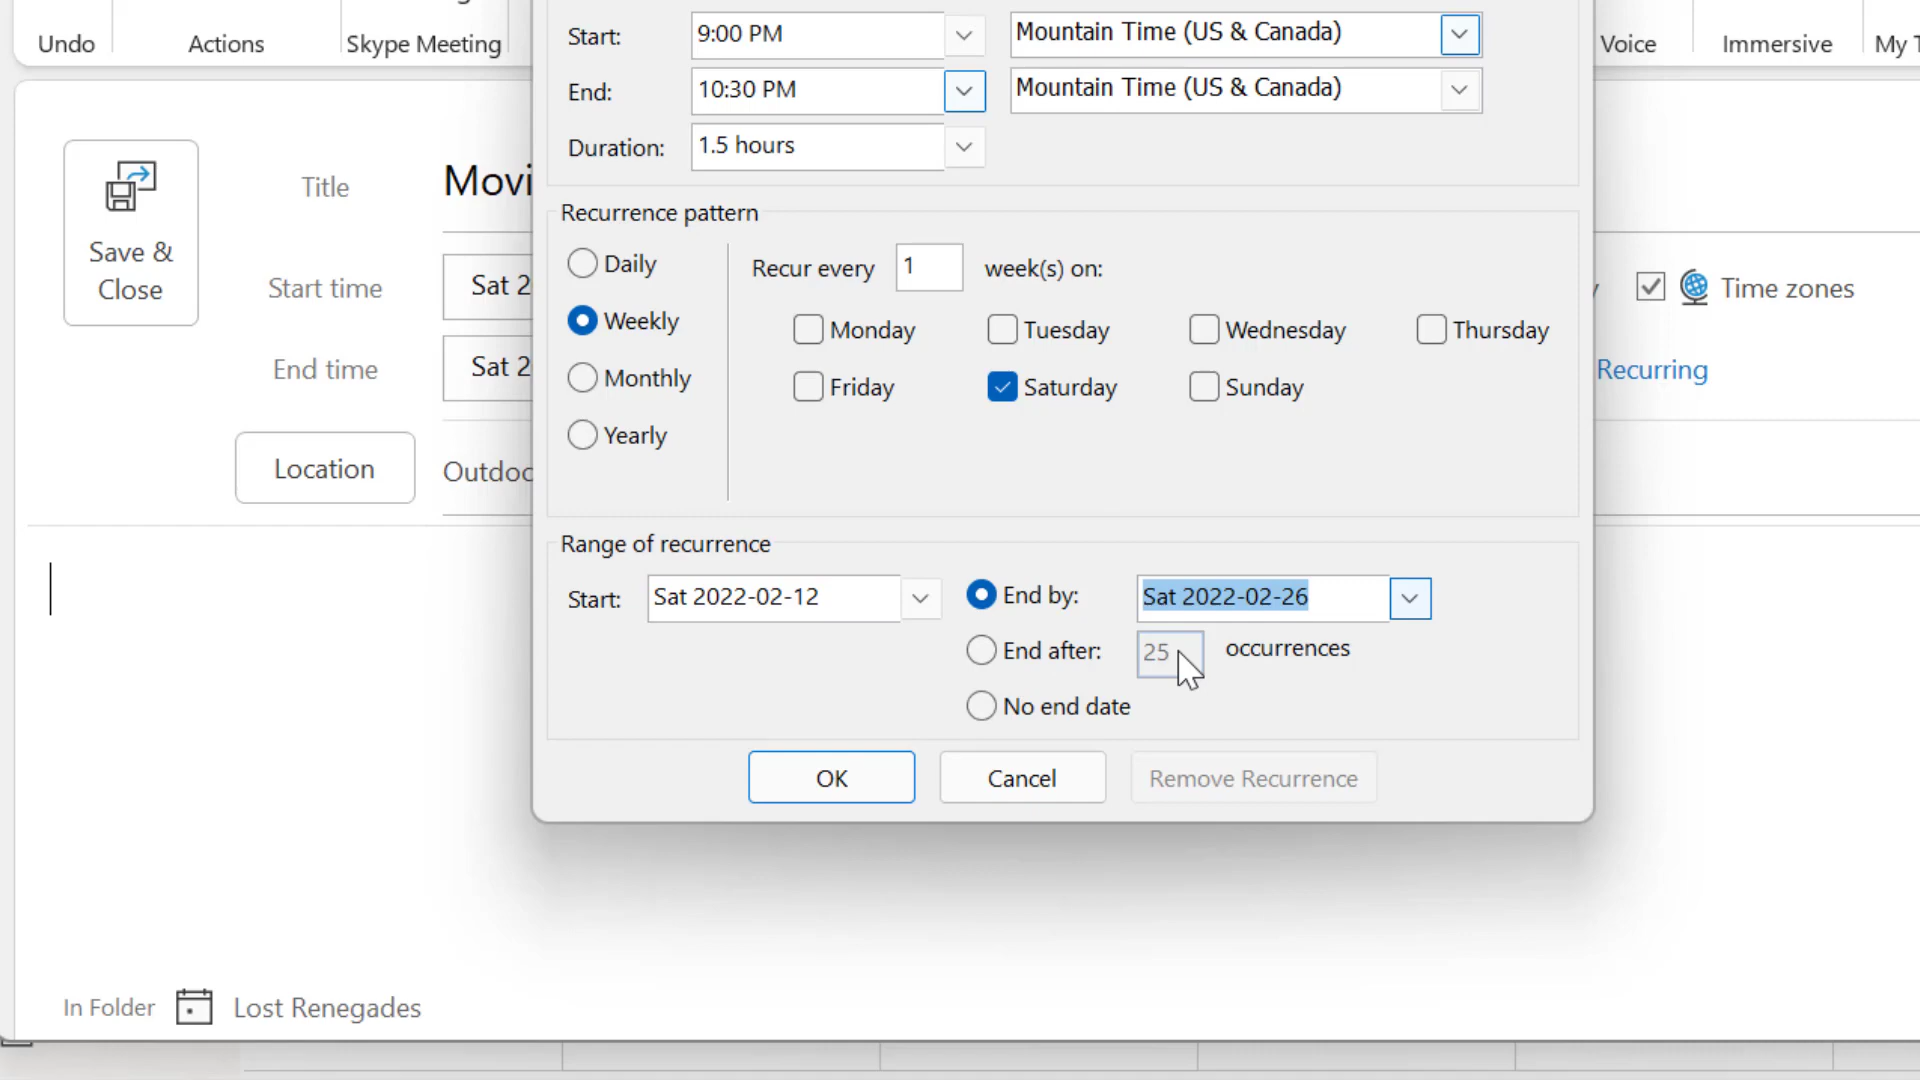 Start: 9:00 PM Mountain Time (US & Canada)
Undo Actions Skype Meeting Voice Immersive My
End: 10:30 PM Mountain Time (US & Canada)
Duration: 1.5 hours
Title Movi
Recurrence pattern
Save &
Close
Daily Recur every 1 week(s) on:
Start time Sat 2 Time zones
Weekly Monday Tuesday Wednesday Thursday
End time Sat 2 Recurring
Monthly Friday Saturday Sunday
Yearly
Location Outdoo
Range of recurrence
Start: Sat 2022-02-12 End by: Sat 2022-02-26
End after: 25 occurrences
No end date
OK Cancel Remove Recurrence
In Folder Lost Renegades